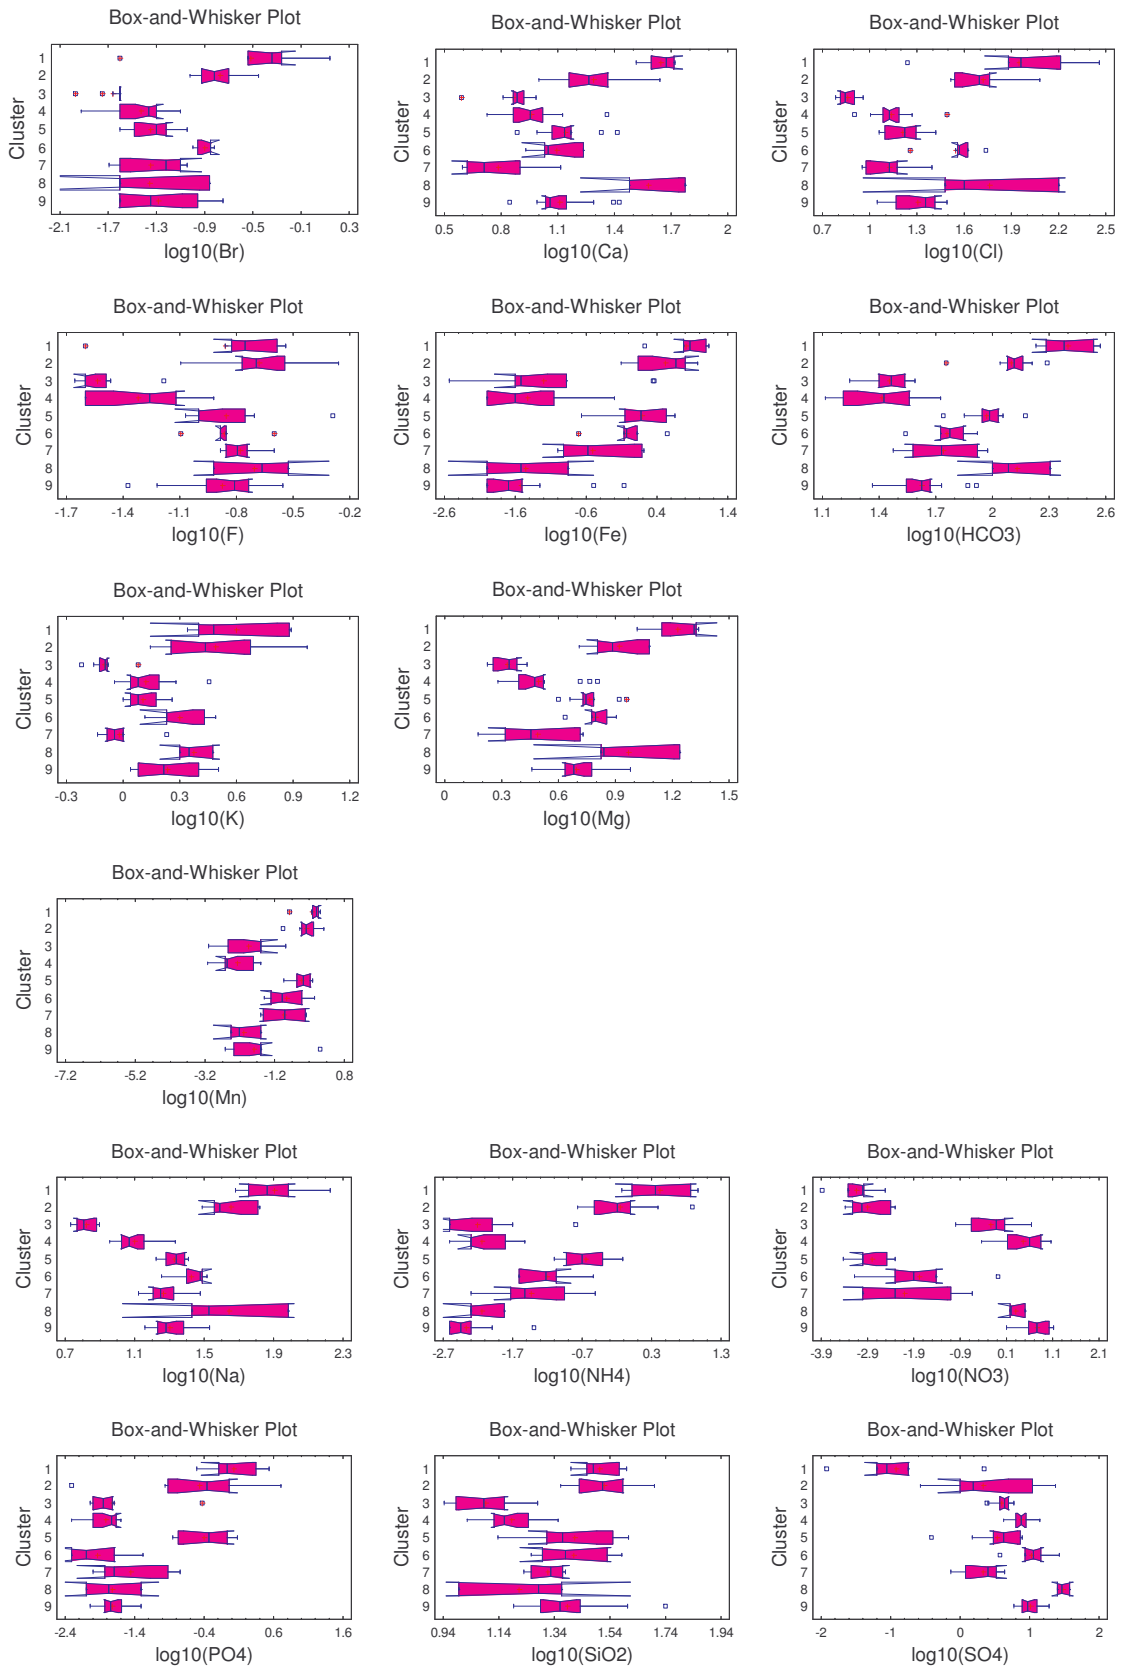 Box-and-Whisker Plot
Cluster
1
2
3
4
5
6
7
8
9
-2.1 -1.7 -1.3 -0.9 -0.5 -0.1 0.3
log10(Br)
Box-and-Whisker Plot
Cluster
1
2
3
4
5
6
7
8
9
0.5 0.8 1.1 1.4 1.7 2
log10(Ca)
Box-and-Whisker Plot
Cluster
1
2
3
4
5
6
7
8
9
0.7 1 1.3 1.6 1.9 2.2 2.5
log10(Cl)
Box-and-Whisker Plot
Cluster
1
2
3
4
5
6
7
8
9
-1.7 -1.4 -1.1 -0.8 -0.5 -0.2
log10(F)
Box-and-Whisker Plot
Cluster
1
2
3
4
5
6
7
8
9
-2.6 -1.6 -0.6 0.4 1.4
log10(Fe)
Box-and-Whisker Plot
Cluster
1
2
3
4
5
6
7
8
9
1.1 1.4 1.7 2 2.3 2.6
log10(HCO3)
Box-and-Whisker Plot
Cluster
1
2
3
4
5
6
7
8
9
-0.3 0 0.3 0.6 0.9 1.2
log10(K)
Box-and-Whisker Plot
Cluster
1
2
3
4
5
6
7
8
9
0 0.3 0.6 0.9 1.2 1.5
log10(Mg)
Box-and-Whisker Plot
Cluster
1
2
3
4
5
6
7
8
9
-7.2 -5.2 -3.2 -1.2 0.8
log10(Mn)
Box-and-Whisker Plot
Cluster
1
2
3
4
5
6
7
8
9
0.7 1.1 1.5 1.9 2.3
log10(Na)
Box-and-Whisker Plot
Cluster
1
2
3
4
5
6
7
8
9
-2.7 -1.7 -0.7 0.3 1.3
log10(NH4)
Box-and-Whisker Plot
Cluster
1
2
3
4
5
6
7
8
9
-3.9 -2.9 -1.9 -0.9 0.1 1.1 2.1
log10(NO3)
Box-and-Whisker Plot
Cluster
1
2
3
4
5
6
7
8
9
-2.4 -1.4 -0.4 0.6 1.6
log10(PO4)
Box-and-Whisker Plot
Cluster
1
2
3
4
5
6
7
8
9
0.94 1.14 1.34 1.54 1.74 1.94
log10(SiO2)
Box-and-Whisker Plot
Cluster
1
2
3
4
5
6
7
8
9
-2 -1 0 1 2
log10(SO4)